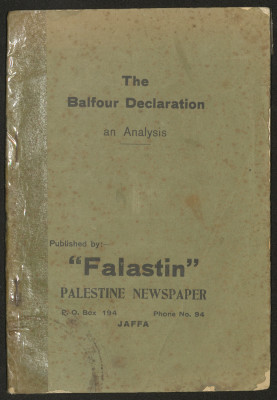 The
Balfour Declaration
an Analysis
Published by:—
"Falastin"
PALESTINE NEWSPAPER
P. O. Box 194 Phone No. 94
JAFFA